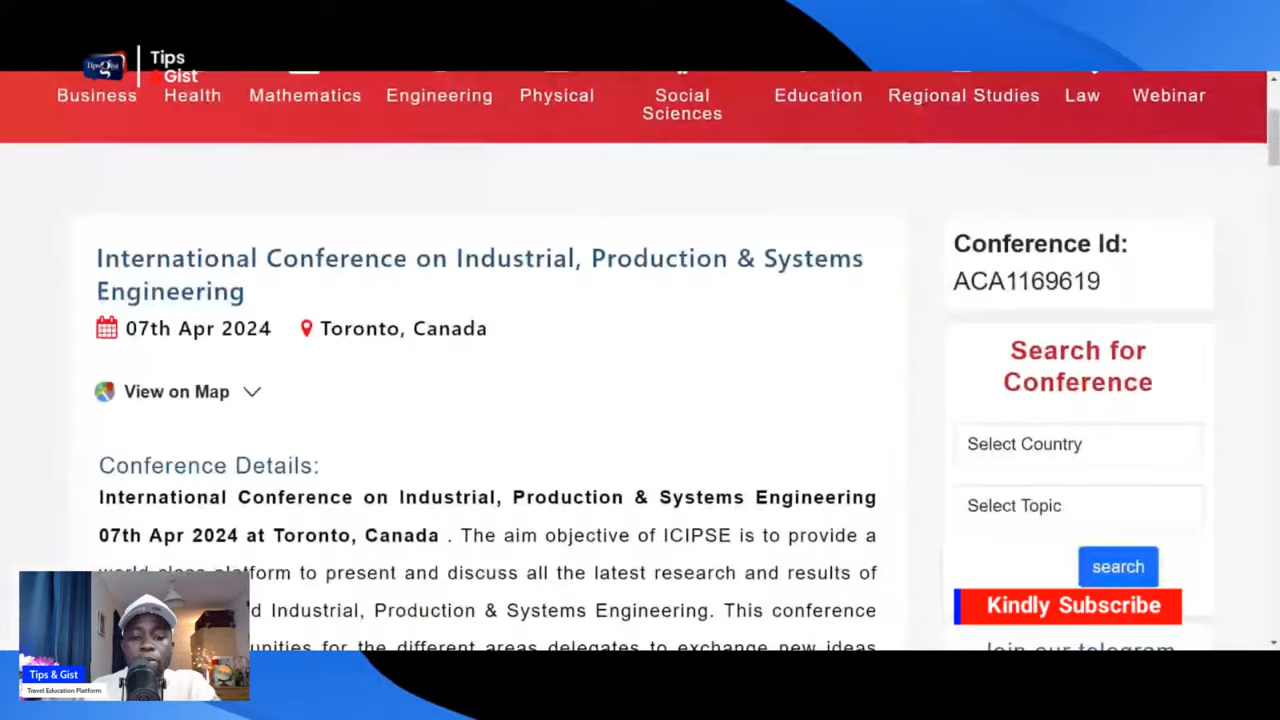 Tips
Gist
Tips
& Gist
Business
Health
Mathematics
Engineering
Physical
Social
Sciences
Education
Regional Studies
Law
Webinar
International Conference on Industrial, Production & Systems
Engineering
07th Apr 2024
Toronto, Canada
View on Map
Conference Details:
International Conference on Industrial, Production & Systems Engineering
07th Apr 2024 at Toronto, Canada . The aim objective of ICIPSE is to provide a
platform to present and discuss all the latest research and results of
Industrial, Production & Systems Engineering. This conference
for the different areas delegates to exchange new ideas
Conference Id:
ACA1169619
Search for
Conference
Select Country
Select Topic
search
Kindly Subscribe
Join our telegram
Tips & Gist
Travel Education Platform